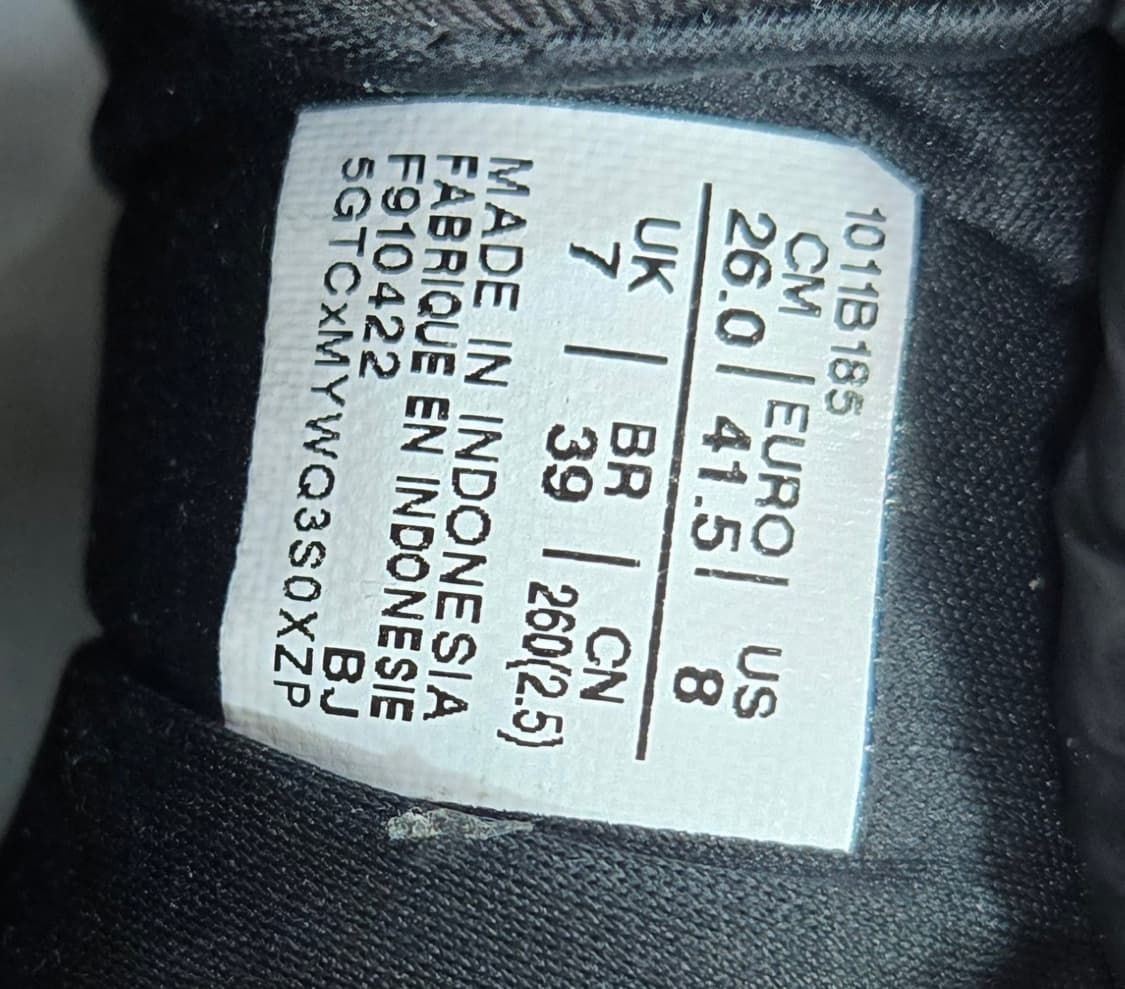 1011B185
CM | EURO | US
26.0 | 41.5 | 8
UK | BR | CN
7 | 39 | 260(2.5)
MADE IN INDONESIA
FABRIQUE EN INDONESIE
F910422 BJ
5GTCxMYWQ3S0XZP